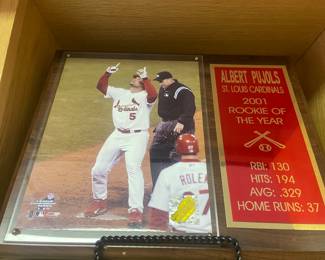 Cardinals
5
ROLEN
ALBERT PUJOLS
ST. LOUIS CARDINALS
2001
ROOKIE OF
THE YEAR
RBI: 130
HITS: 194
AVG: .329
HOME RUNS: 37